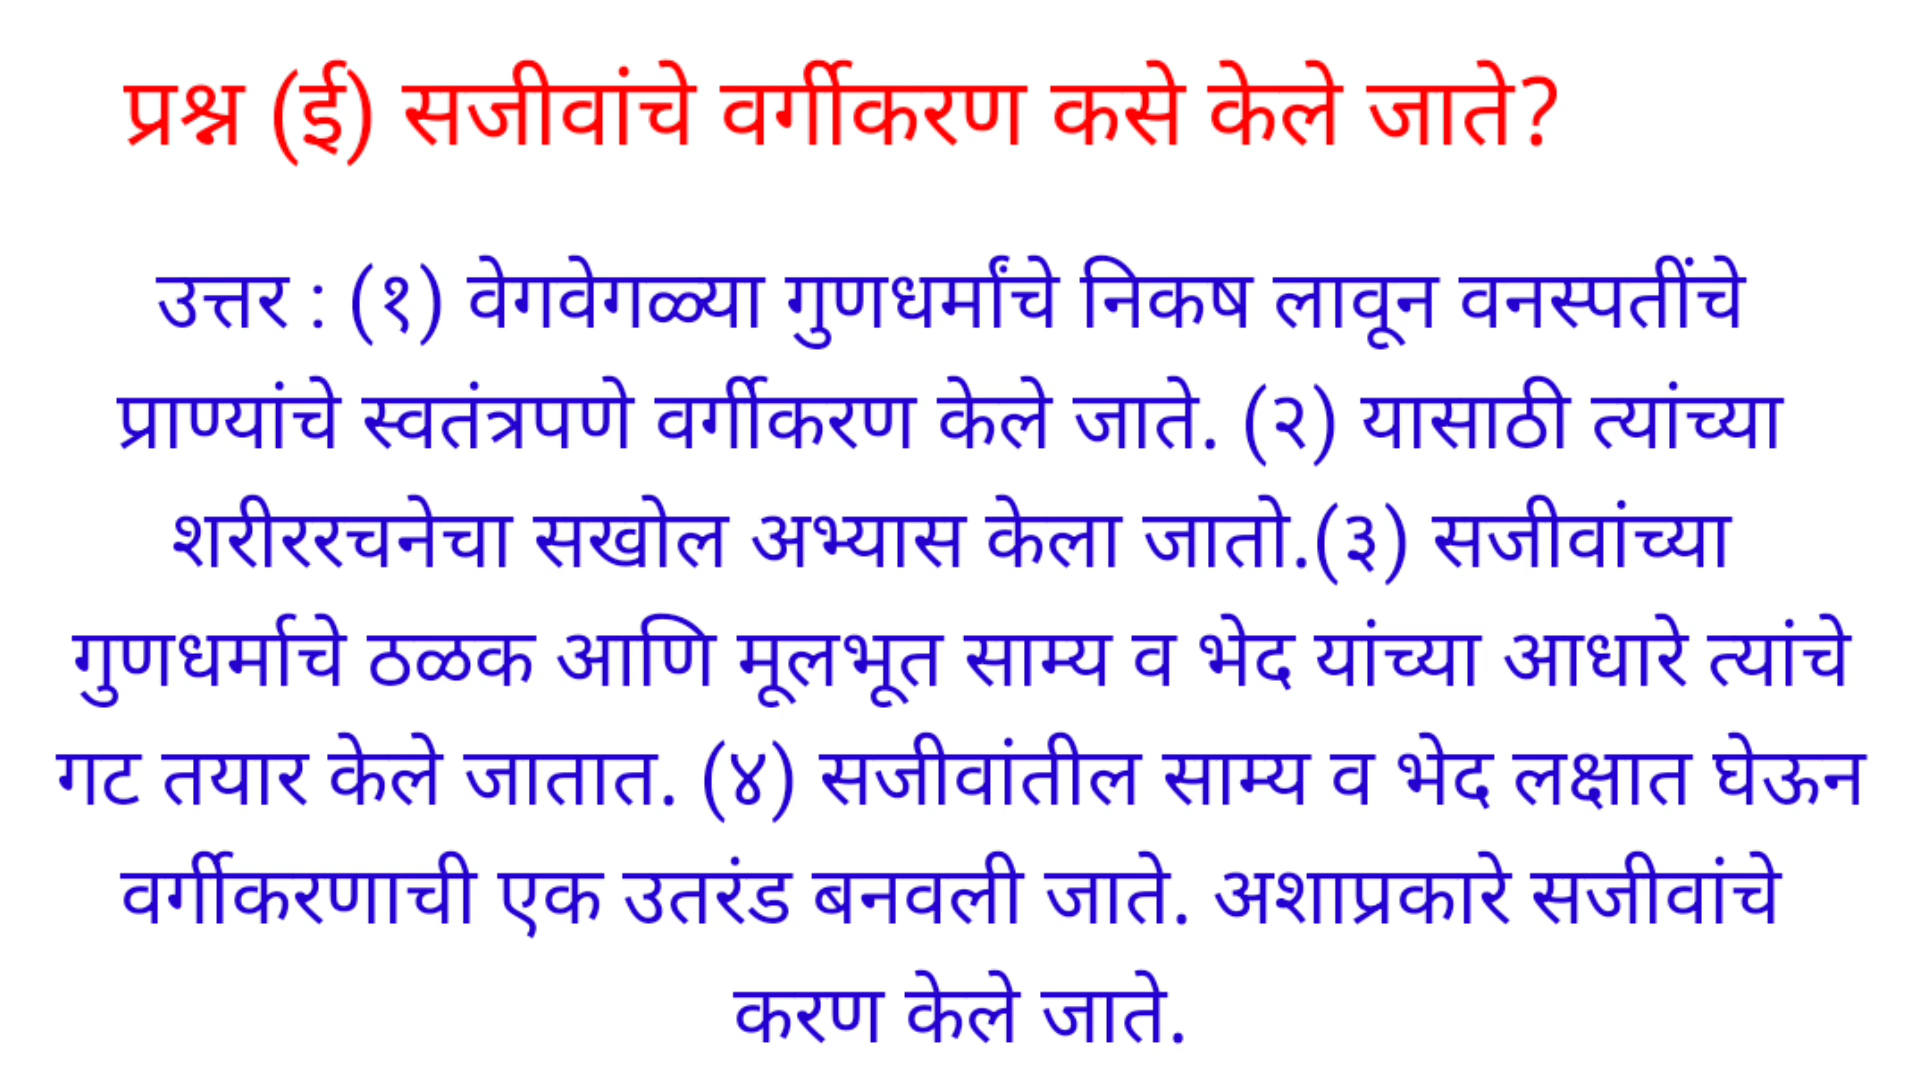 प्रश्न (ई) सजीवांचे वर्गीकरण कसे केले जाते?
उत्तर : (१) वेगवेगळ्या गुणधर्मांचे निकष लावून वनस्पतींचे
प्राण्यांचे स्वतंत्रपणे वर्गीकरण केले जाते. (२) यासाठी त्यांच्या
शरीररचनेचा सखोल अभ्यास केला जातो.(३) सजीवांच्या
गुणधर्माचे ठळक आणि मूलभूत साम्य व भेद यांच्या आधारे त्यांचे
गट तयार केले जातात. (४) सजीवांतील साम्य व भेद लक्षात घेऊन
वर्गीकरणाची एक उतरंड बनवली जाते. अशाप्रकारे सजीवांचे
करण केले जाते.